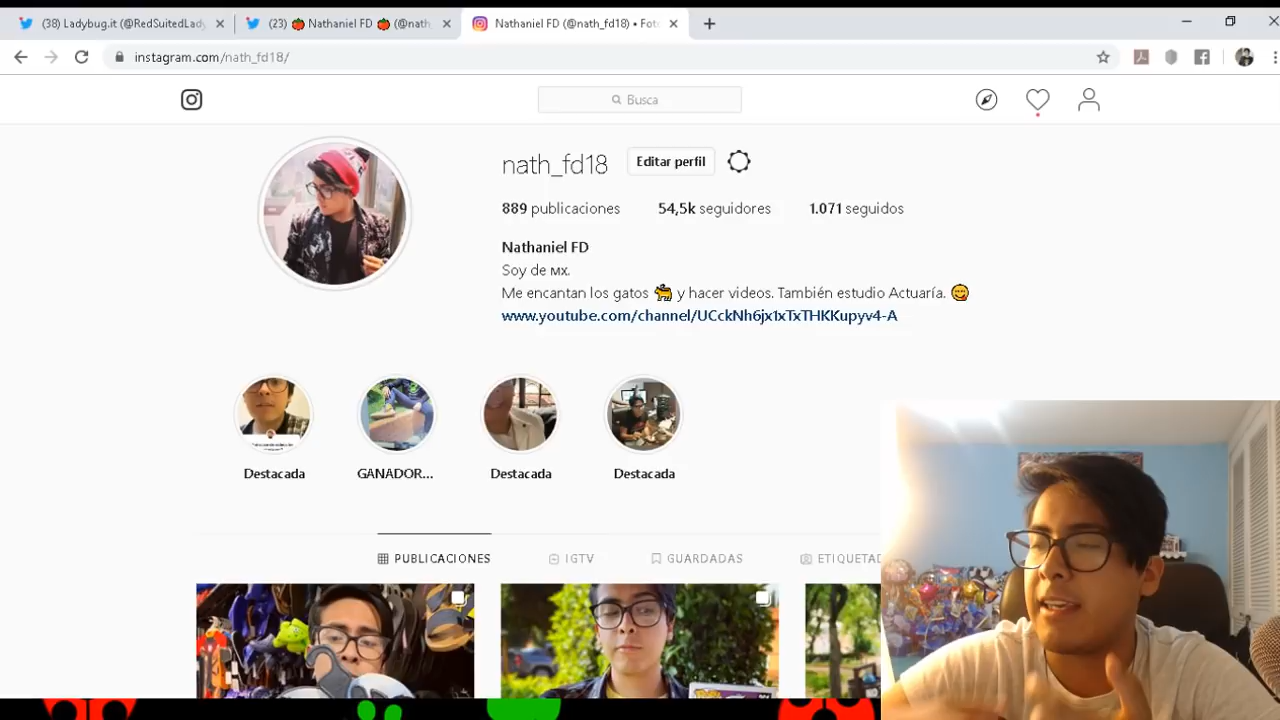 (38) Ladybug.it (@RedSuitedLady
(23) 🍅 Nathaniel FD 🍅 (@nath
Nathaniel FD (@nath_fd18) • Fot
instagram.com/nath_fd18/
Busca
nath_fd18 Editar perfil
889 publicaciones 54,5k seguidores 1.071 seguidos
Nathaniel FD
Soy de мх.
Me encantan los gatos 🐈 y hacer videos. También estudio Actuaría. 😋
www.youtube.com/channel/UCckNh6jx1xTxTHKKupyv4-A
Destacada GANADOR... Destacada Destacada
PUBLICACIONES IGTV GUARDADAS ETIQUETAD